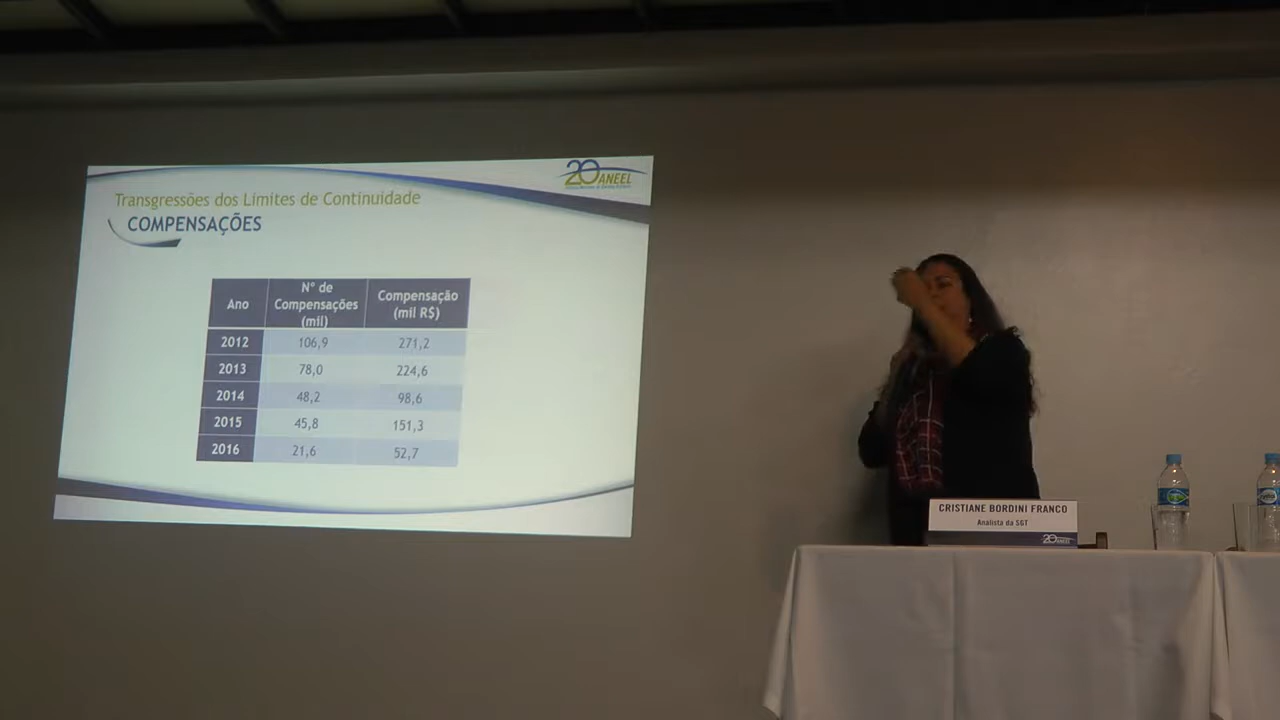 20 ANEEL
Transgressões dos Limites de Continuidade
COMPENSAÇÕES
Ano | Nº de Compensações (mil) | Compensação (mil R$)
2012 | 106,9 | 271,2
2013 | 78,0 | 224,6
2014 | 48,2 | 98,6
2015 | 45,8 | 151,3
2016 | 21,6 | 52,7
CRISTIANE BORDINI FRANCO
Analista da SGT
20 ANEEL